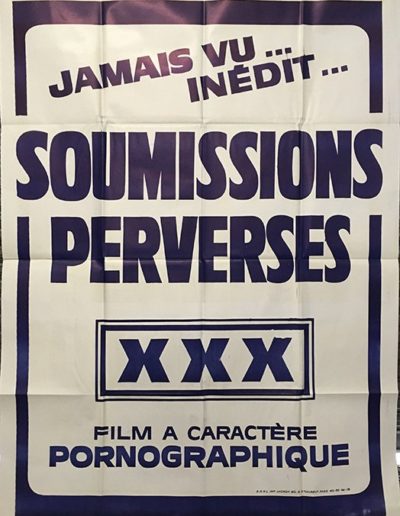 JAMAIS VU...
INÉDIT...
SOUMISSIONS
PERVERSES
XXX
FILM A CARACTÈRE
PORNOGRAPHIQUE